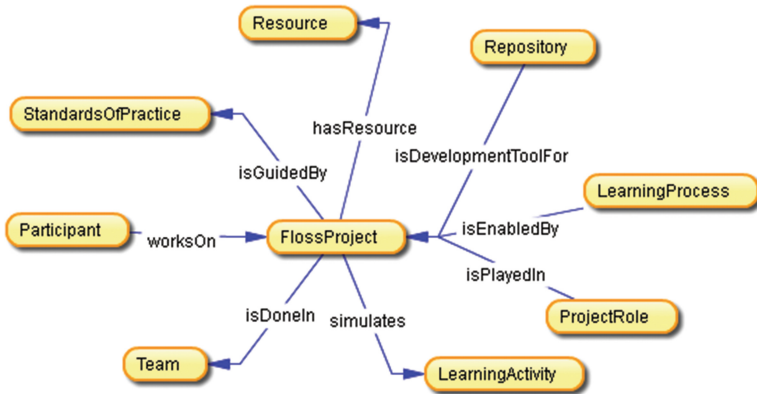 Resource
Repository
StandardsOfPractice
hasResource
isDevelopmentToolFor
isGuidedBy
LearningProcess
Participant
worksOn
FlossProject
isEnabledBy
isPlayedIn
isDoneIn
simulates
ProjectRole
Team
LearningActivity